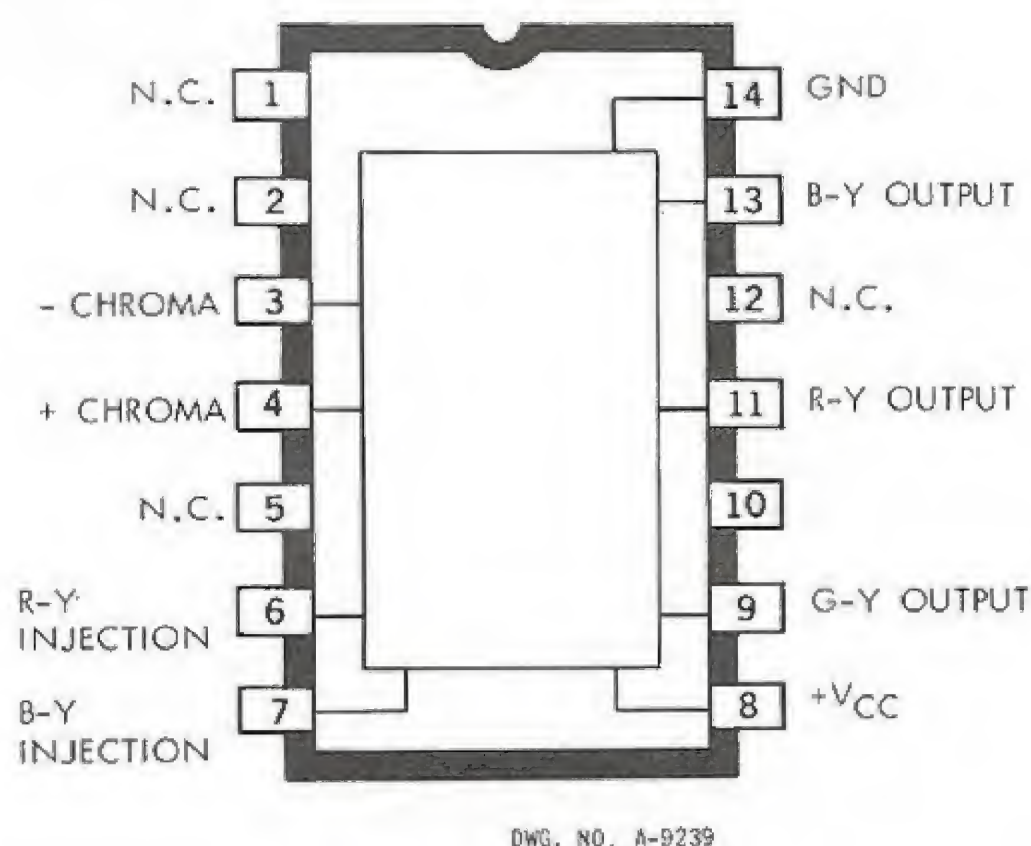 N.C. 1
N.C. 2
- CHROMA 3
+ CHROMA 4
N.C. 5
R-Y
INJECTION 6
B-Y
INJECTION 7
14 GND
13 B-Y OUTPUT
12 N.C.
11 R-Y OUTPUT
10
9 G-Y OUTPUT
8 +VCC
DWG. NO. A-9239